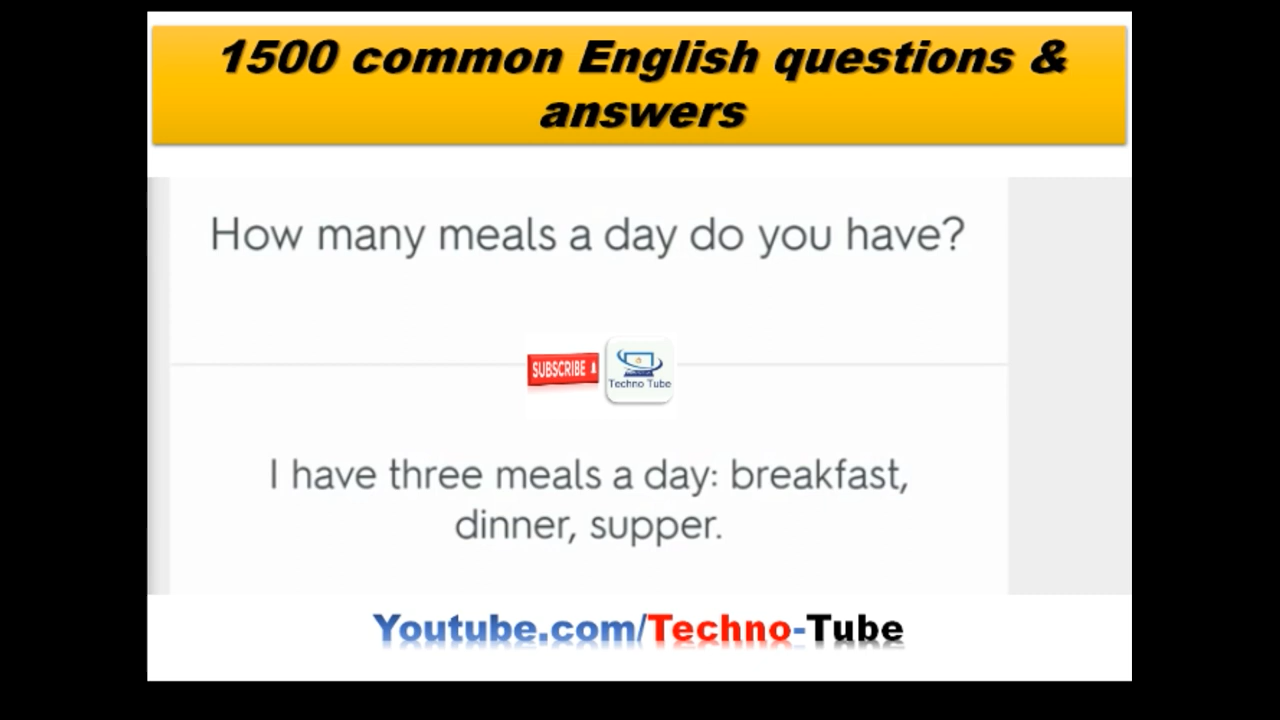 1500 common English questions &
answers
How many meals a day do you have?
SUBSCRIBE
Techno Tube
I have three meals a day: breakfast,
dinner, supper.
Youtube.com/Techno-Tube